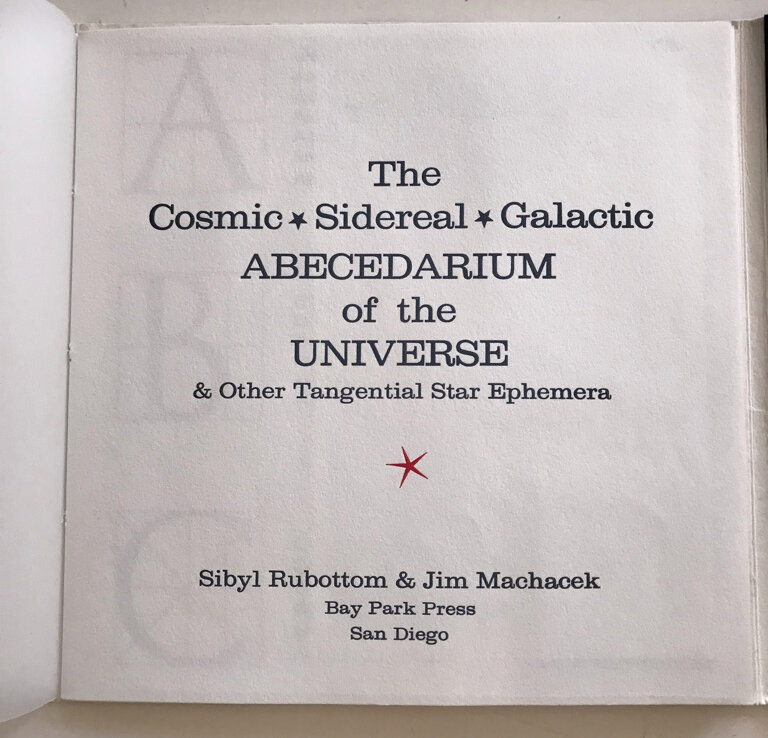 The
Cosmic ★ Sidereal ★ Galactic
ABECEDARIUM
of the
UNIVERSE
& Other Tangential Star Ephemera
Sibyl Rubottom & Jim Machacek
Bay Park Press
San Diego
A
B
C